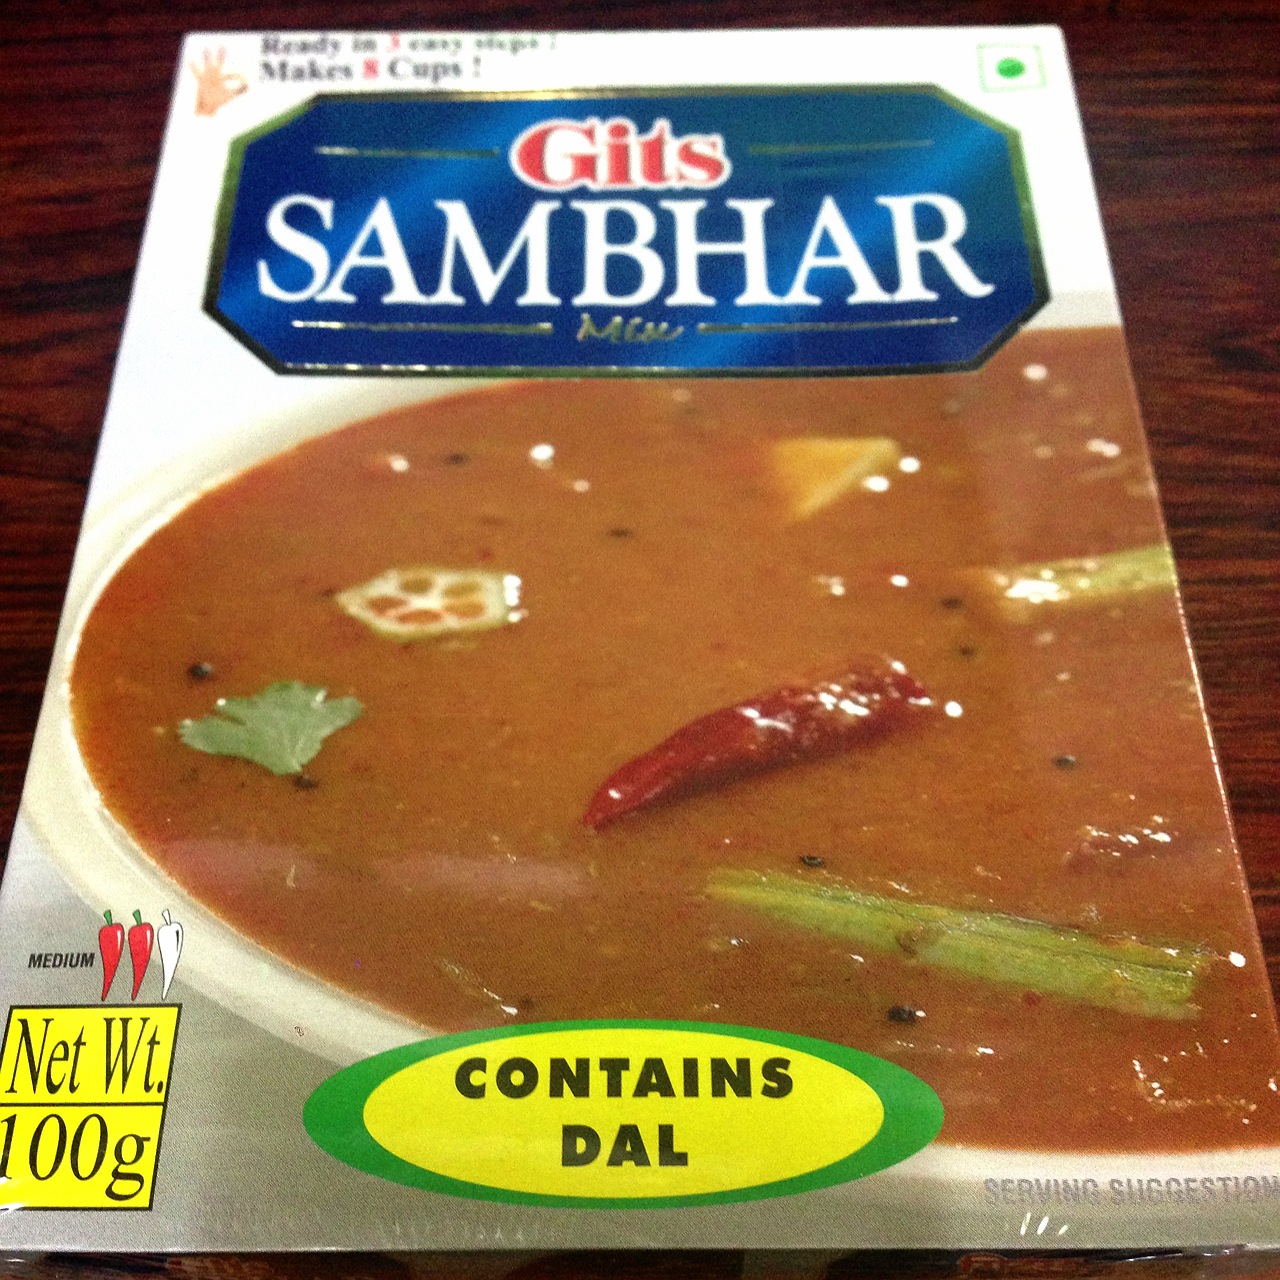 Ready in 3 easy steps!
Makes 8 Cups!
Gits
SAMBHAR
Mix
MEDIUM
Net Wt.
100g
CONTAINS
DAL
SERVING SUGGESTION